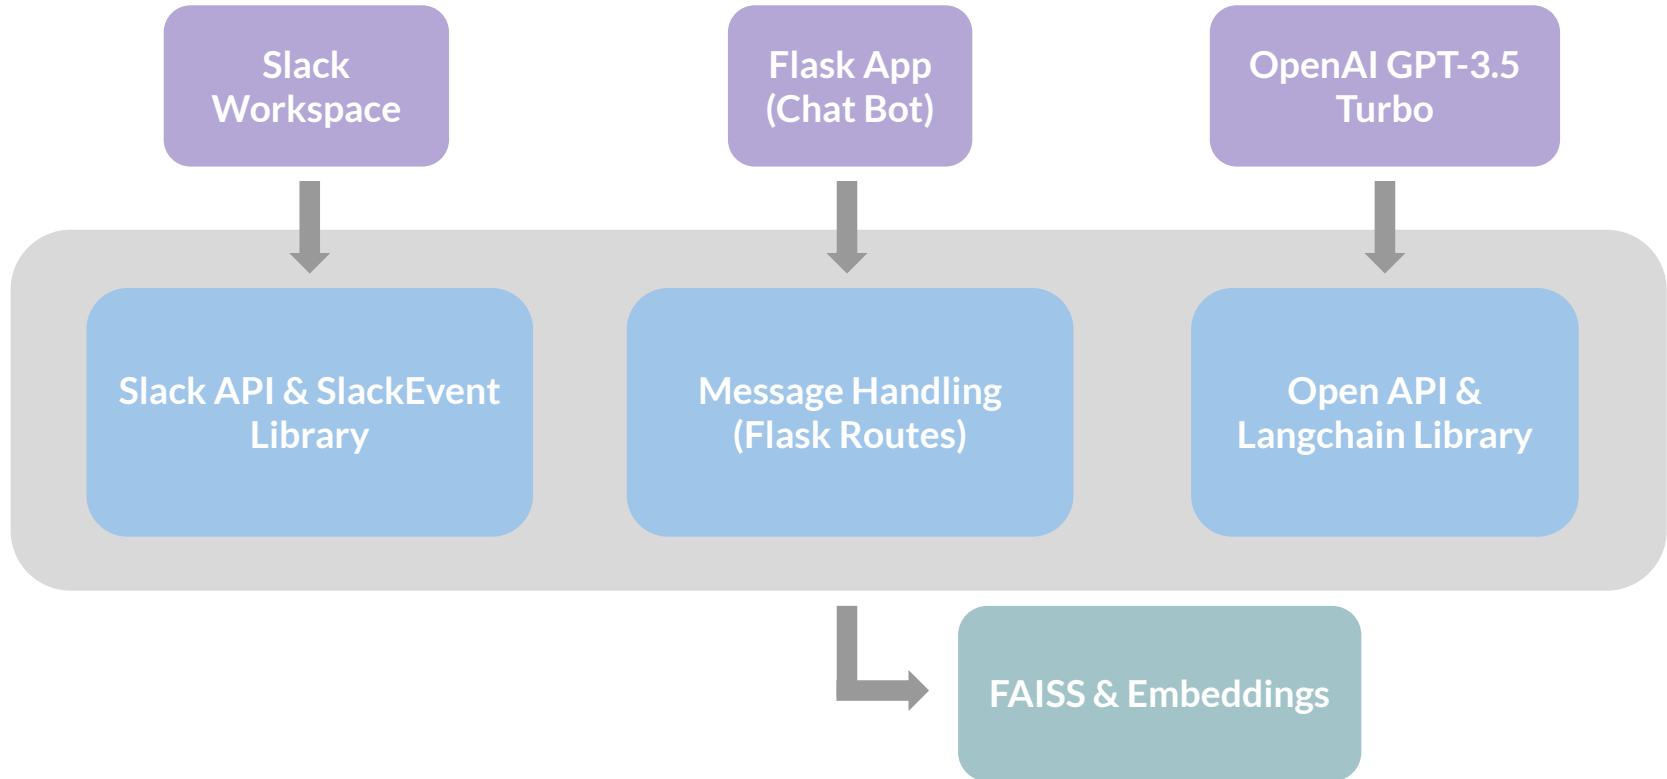 Slack
Workspace
Flask App
(Chat Bot)
OpenAI GPT-3.5
Turbo
Slack API & SlackEvent
Library
Message Handling
(Flask Routes)
Open API &
Langchain Library
FAISS & Embeddings